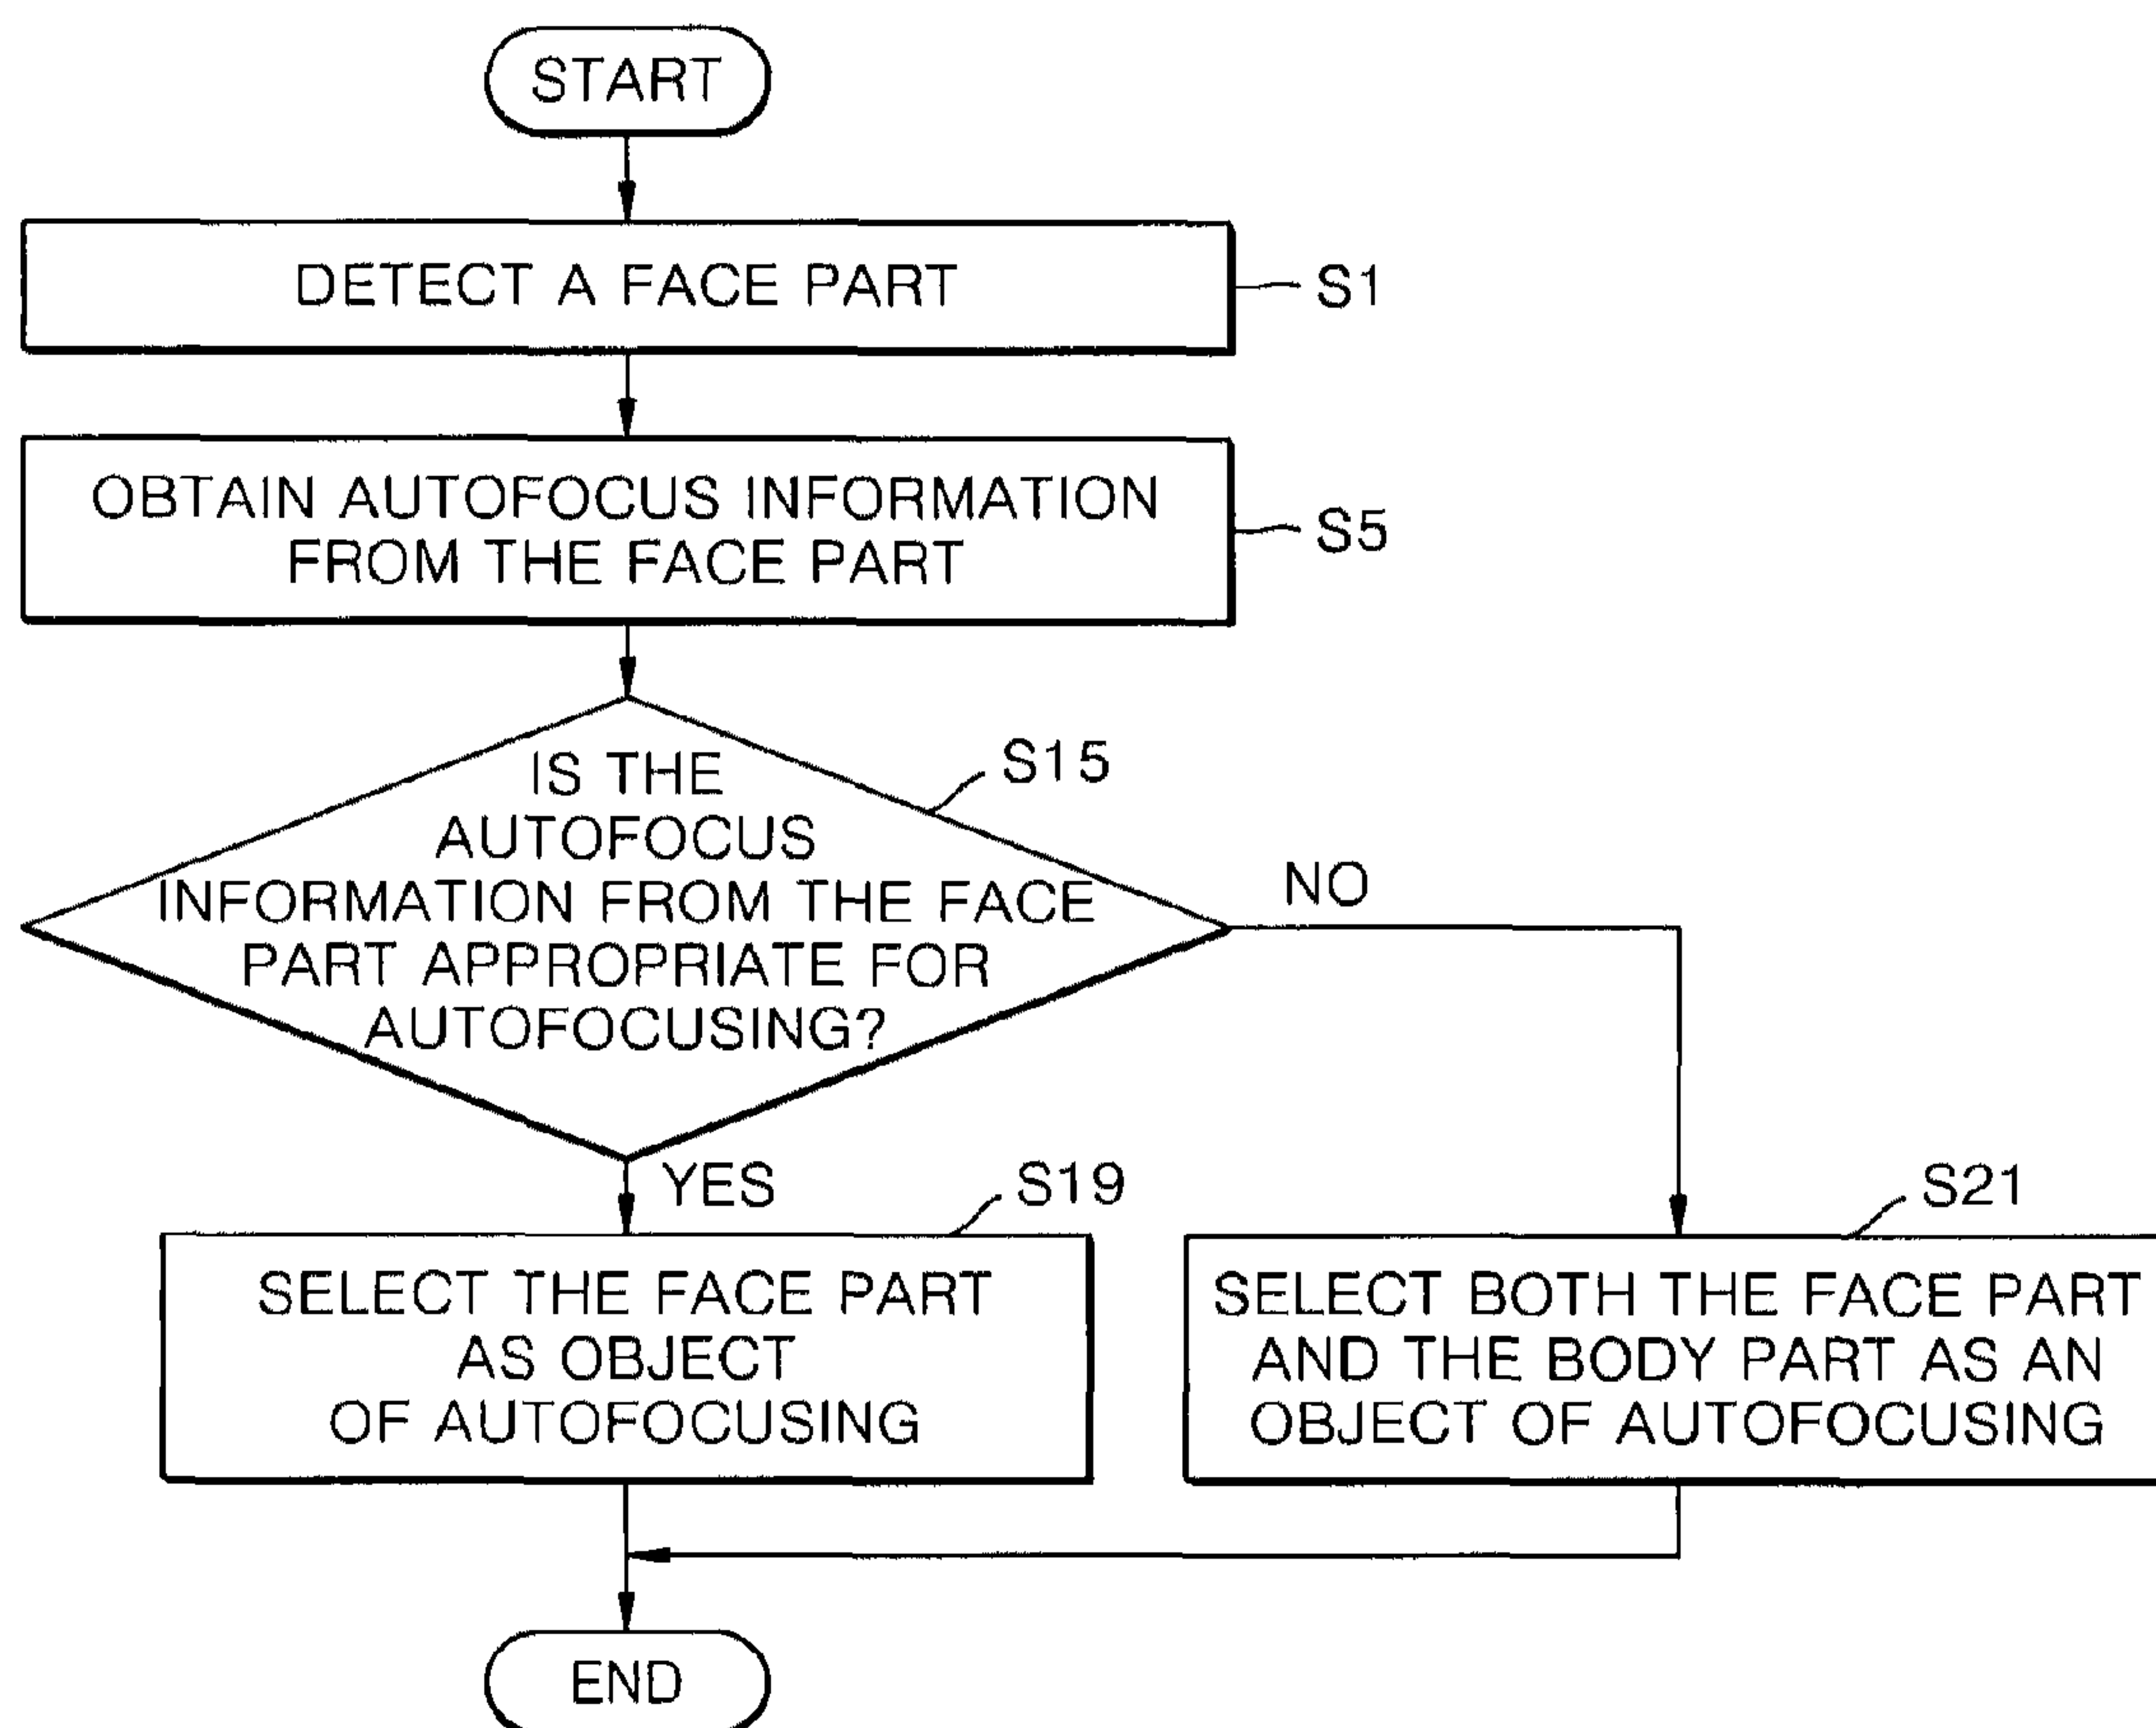 START
DETECT A FACE PART
S1
OBTAIN AUTOFOCUS INFORMATION
FROM THE FACE PART
S5
IS THE
AUTOFOCUS
INFORMATION FROM THE FACE
PART APPROPRIATE FOR
AUTOFOCUSING?
S15
NO
YES
S19
SELECT THE FACE PART
AS OBJECT
OF AUTOFOCUSING
S21
SELECT BOTH THE FACE PART
AND THE BODY PART AS AN
OBJECT OF AUTOFOCUSING
END